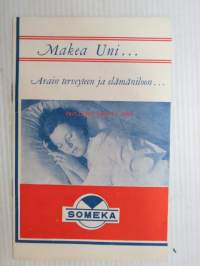 Makea Uni...
Avain terveyteen ja elämäniloon...
SOMEKA